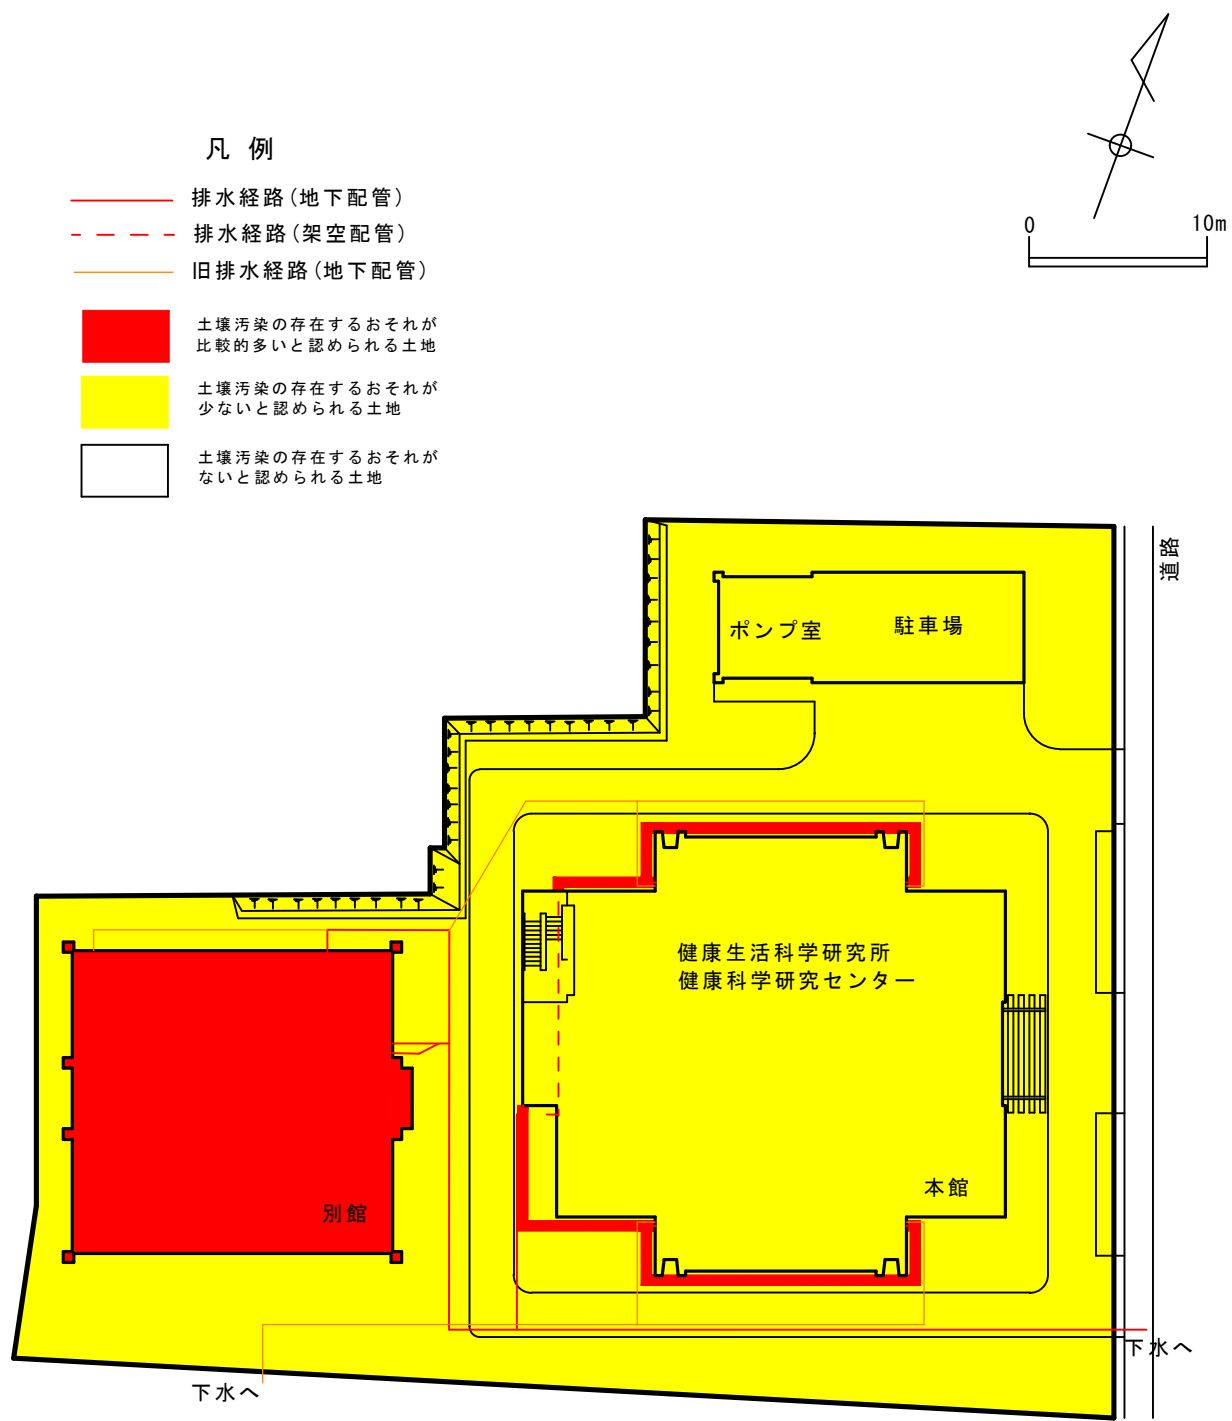 凡 例
排水経路(地下配管)
排水経路(架空配管)
旧排水経路(地下配管)
土壌汚染の存在するおそれが
比較的多いと認められる土地
土壌汚染の存在するおそれが
少ないと認められる土地
土壌汚染の存在するおそれが
ないと認められる土地
0 10m
道路
ポンプ室 駐車場
健康生活科学研究所
健康科学研究センター
本館
別館
下水へ
下水へ